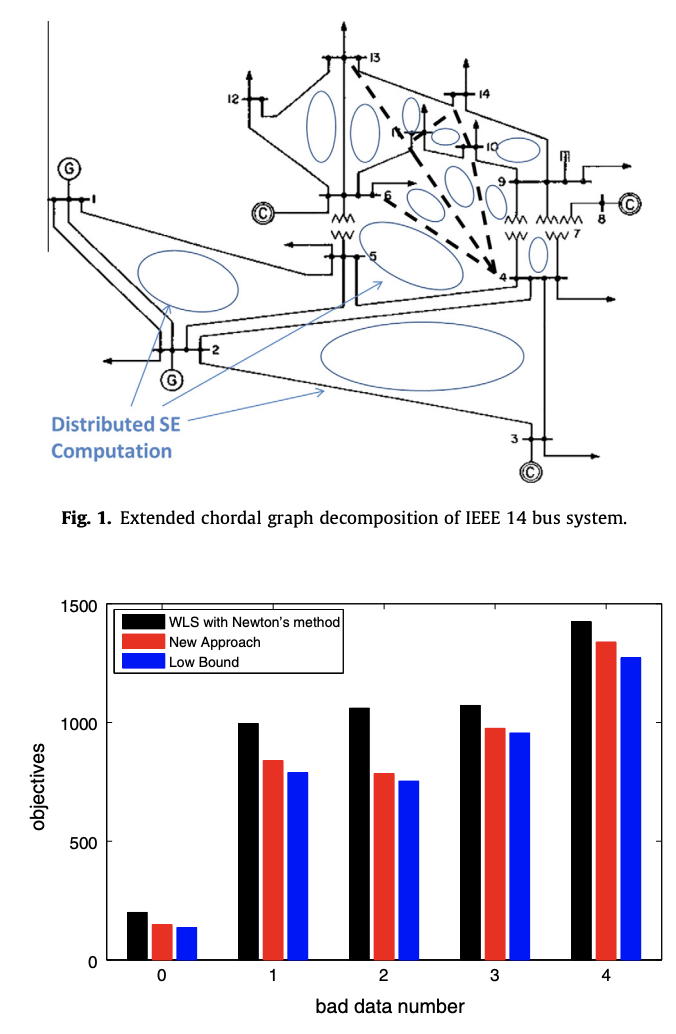 13
14
12
11
10
9
G
1
6
C
8
C
7
5
4
2
G
Distributed SE
Computation
3
C
Fig. 1. Extended chordal graph decomposition of IEEE 14 bus system.
1500
WLS with Newton's method
New Approach
Low Bound
1000
objectives
500
0
0 1 2 3 4
bad data number